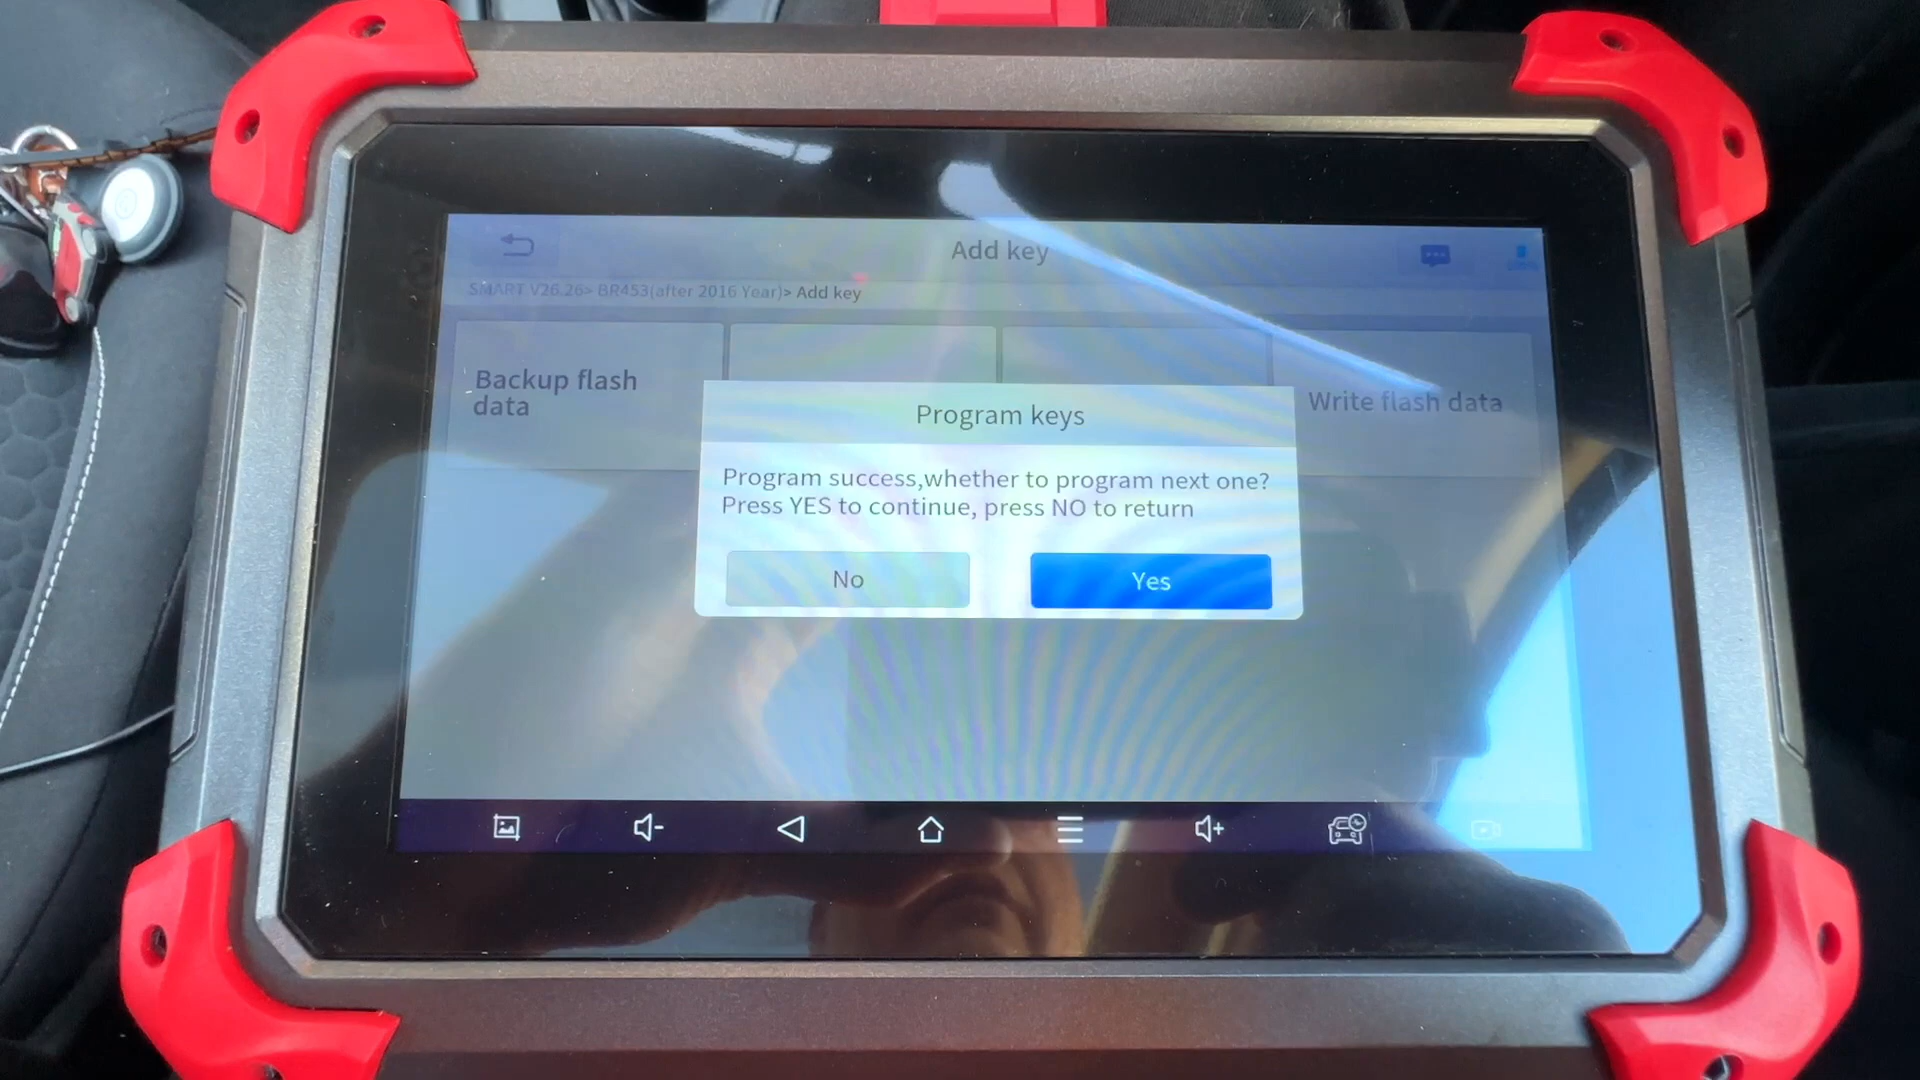 Add key
SMART V26.26> BR453(after 2016 Year)> Add key
Backup flash
data
Write flash data
Program keys
Program success,whether to program next one?
Press YES to continue, press NO to return
No
Yes